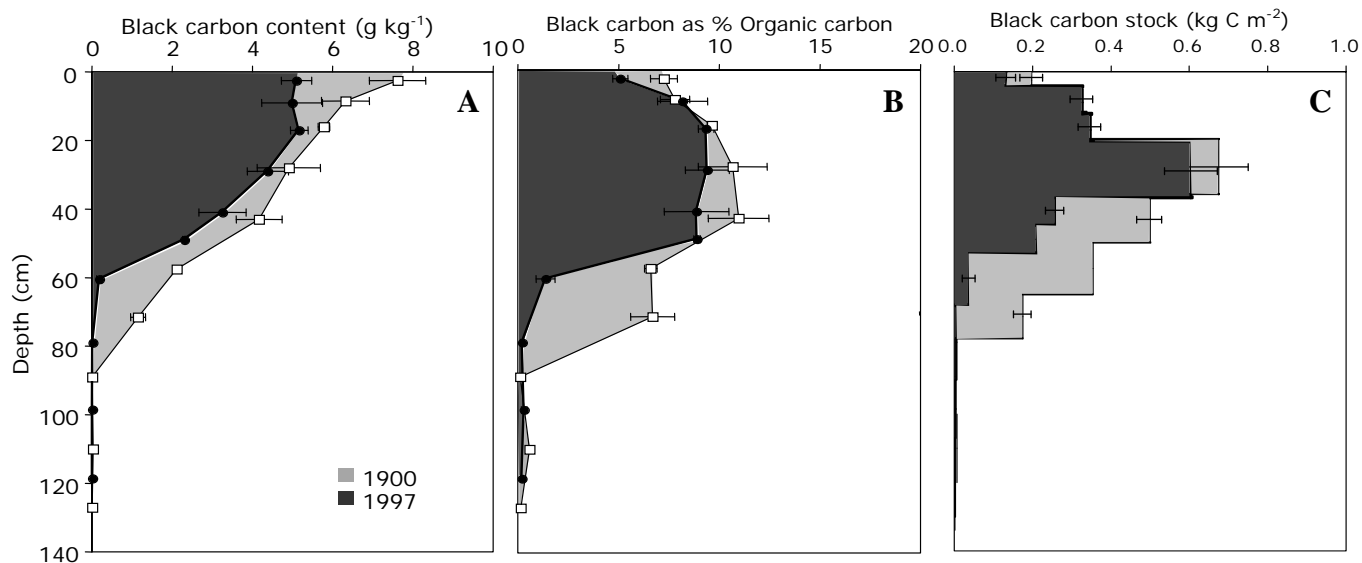 Black carbon content (g kg-1)
0 2 4 6 8 10
Black carbon as % Organic carbon
0 5 10 15 20
Black carbon stock (kg C m-2)
0.0 0.2 0.4 0.6 0.8 1.0
A
B
C
Depth (cm)
0
20
40
60
80
100
120
140
1900
1997